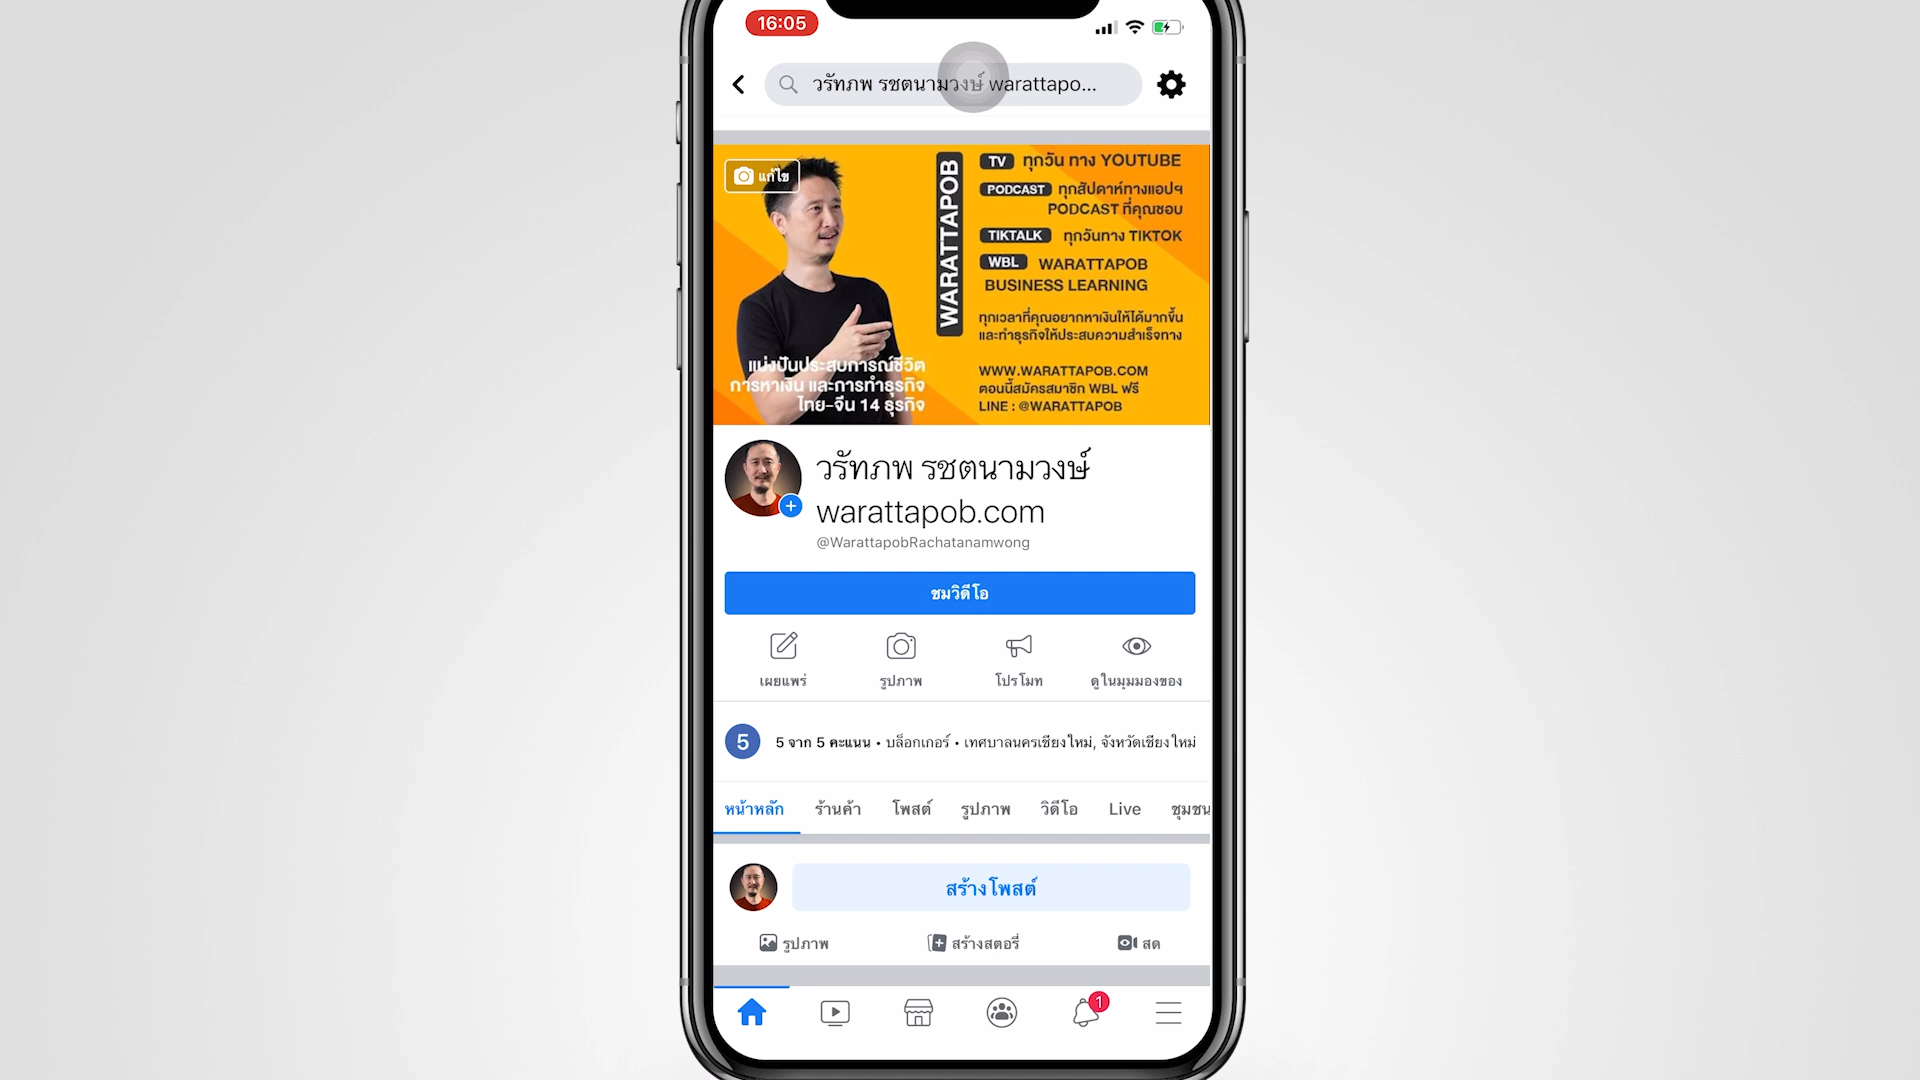 16:05
วรัทภพ รชตนามวงษ์ warattapo...
แก้ไข
WARATTAPOB
TV ทุกวัน ทาง YOUTUBE
PODCAST ทุกสัปดาห์ทางแอปฯ
PODCAST ที่คุณชอบ
TIKTALK ทุกวันทาง TIKTOK
WBL WARATTAPOB
BUSINESS LEARNING
ทุกเวลาที่คุณอยากหาเงินให้ได้มากขึ้น
และทำธุรกิจให้ประสบความสำเร็จทาง
WWW.WARATTAPOB.COM
ตอนนี้สมัครสมาชิก WBL ฟรี
LINE : @WARATTAPOB
แบ่งปันประสบการณ์ชีวิต
การหาเงิน และการทำธุรกิจ
ไทย-จีน 14 ธุรกิจ
วรัทภพ รชตนามวงษ์
warattapob.com
@WarattapobRachatanamwong
ชมวิดีโอ
เผยแพร่ รูปภาพ โปรโมท ดูในมุมมองของ
5 5 จาก 5 คะแนน • บล็อกเกอร์ • เทศบาลนครเชียงใหม่, จังหวัดเชียงใหม่
หน้าหลัก ร้านค้า โพสต์ รูปภาพ วิดีโอ Live ชุมชน
สร้างโพสต์
รูปภาพ สร้างสตอรี่ สด
1